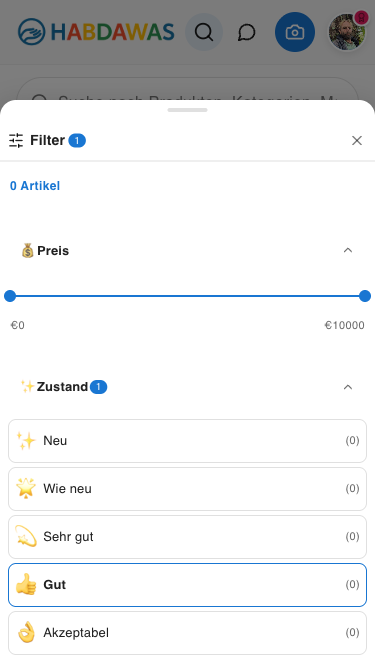 HABDAWAS
Suche nach Produkten, Kategorien, M
Filter 1
0 Artikel
Preis
€0 €10000
Zustand 1
Neu (0)
Wie neu (0)
Sehr gut (0)
Gut (0)
Akzeptabel (0)